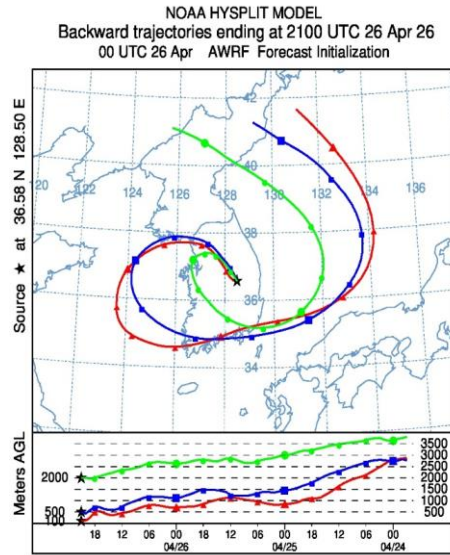 NOAA HYSPLIT MODEL
Backward trajectories ending at 2100 UTC 26 Apr 26
00 UTC 26 Apr AWRF Forecast Initialization
Source ★ at 36.58 N 128.50 E
42
40
120 122 124 126 128 130 132 134 136 138
38
36
34
Meters AGL
2000
500
100
3500
3000
2500
2000
1500
1000
500
18 12 06 00 18 12 06 00 18 12 06 00
04/26 04/25 04/24